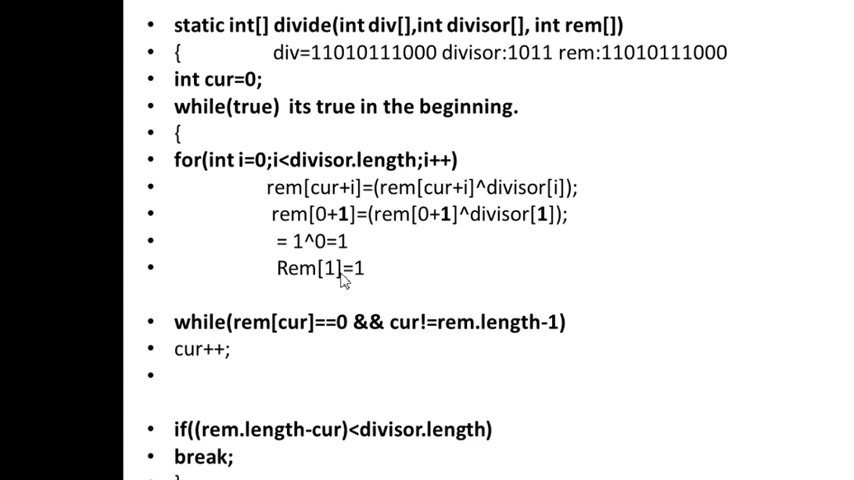 • static int[] divide(int div[],int divisor[], int rem[])
• { div=11010111000 divisor:1011 rem:11010111000
• int cur=0;
• while(true) its true in the beginning.
• {
• for(int i=0;i<divisor.length;i++)
• rem[cur+i]=(rem[cur+i]^divisor[i]);
• rem[0+1]=(rem[0+1]^divisor[1]);
• = 1^0=1
• Rem[1]=1
• while(rem[cur]==0 && cur!=rem.length-1)
• cur++;
•
• if((rem.length-cur)<divisor.length)
• break;
• }